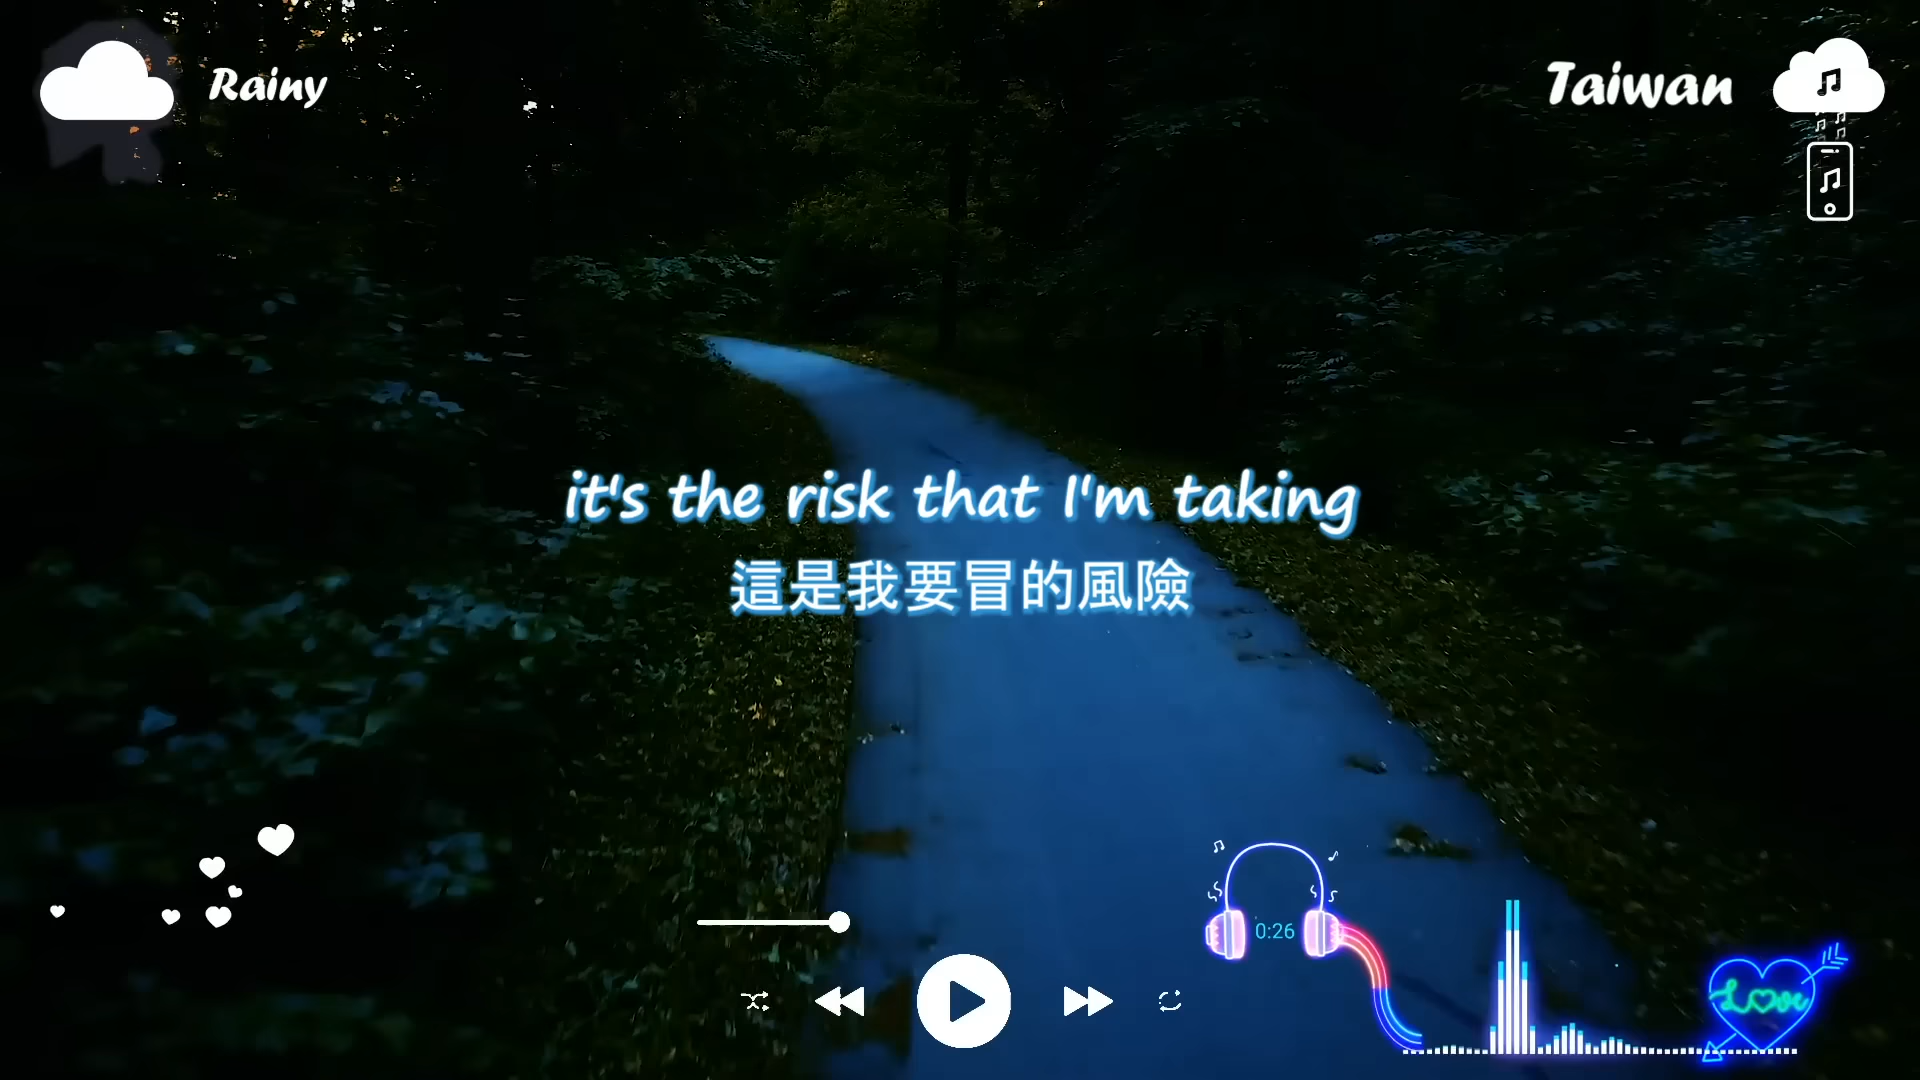 Rainy
Taiwan
it's the risk that I'm taking
這是我要冒的風險
0:26
Love